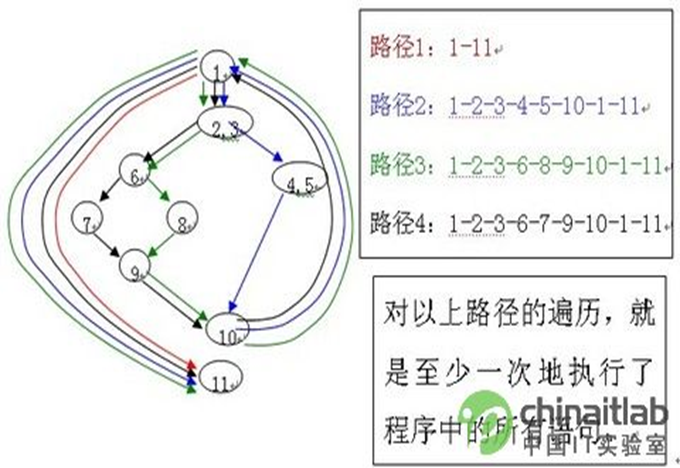 1
2,3
6
4,5
7
8
9
10
11
路径1：1-11
路径2：1-2-3-4-5-10-1-11
路径3：1-2-3-6-8-9-10-1-11
路径4：1-2-3-6-7-9-10-1-11
对以上路径的遍历，就
是至少一次地执行了
程序中的所有语句。
chinaitlab
中国IT实验室